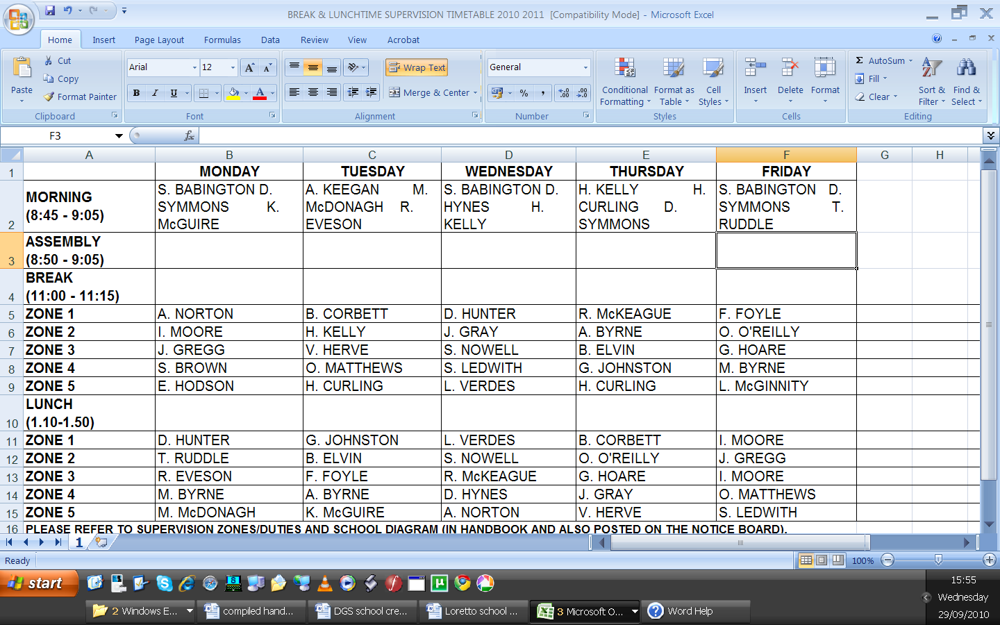 BREAK & LUNCHTIME SUPERVISION TIMETABLE 2010 2011 [Compatibility Mode] - Microsoft Excel
Home Insert Page Layout Formulas Data Review View Acrobat
Paste Cut Copy Format Painter
Clipboard
Arial 12
B I U
Font
Wrap Text
Merge & Center
Alignment
General
% ,
Number
Conditional Formatting Format as Table Cell Styles
Styles
Insert Delete Format
Cells
Σ AutoSum Fill Clear
Sort & Filter Find & Select
Editing
F3 fx
A B C D E F G H
1 MONDAY TUESDAY WEDNESDAY THURSDAY FRIDAY
MORNING S. BABINGTON D. A. KEEGAN M. S. BABINGTON D. H. KELLY H. S. BABINGTON D.
(8:45 - 9:05) SYMMONS K. McDONAGH R. HYNES H. CURLING D. SYMMONS T.
2 McGUIRE EVESON KELLY SYMMONS RUDDLE
ASSEMBLY
3 (8:50 - 9:05)
BREAK
4 (11:00 - 11:15)
5 ZONE 1 A. NORTON B. CORBETT D. HUNTER R. McKEAGUE F. FOYLE
6 ZONE 2 I. MOORE H. KELLY J. GRAY A. BYRNE O. O'REILLY
7 ZONE 3 J. GREGG V. HERVE S. NOWELL B. ELVIN G. HOARE
8 ZONE 4 S. BROWN O. MATTHEWS S. LEDWITH G. JOHNSTON M. BYRNE
9 ZONE 5 E. HODSON H. CURLING L. VERDES H. CURLING L. McGINNITY
LUNCH
10 (1.10-1.50)
11 ZONE 1 D. HUNTER G. JOHNSTON L. VERDES B. CORBETT I. MOORE
12 ZONE 2 T. RUDDLE B. ELVIN S. NOWELL O. O'REILLY J. GREGG
13 ZONE 3 R. EVESON F. FOYLE R. McKEAGUE G. HOARE I. MOORE
14 ZONE 4 M. BYRNE A. BYRNE D. HYNES J. GRAY O. MATTHEWS
15 ZONE 5 M. McDONAGH K. McGUIRE A. NORTON V. HERVE S. LEDWITH
16 PLEASE REFER TO SUPERVISION ZONES/DUTIES AND SCHOOL DIAGRAM (IN HANDBOOK AND ALSO POSTED ON THE NOTICE BOARD).
1
Ready 100%
start
15:55
Wednesday
29/09/2010
2 Windows E... compiled hand... DGS school cre... Loretto school ... 3 Microsoft O... Word Help